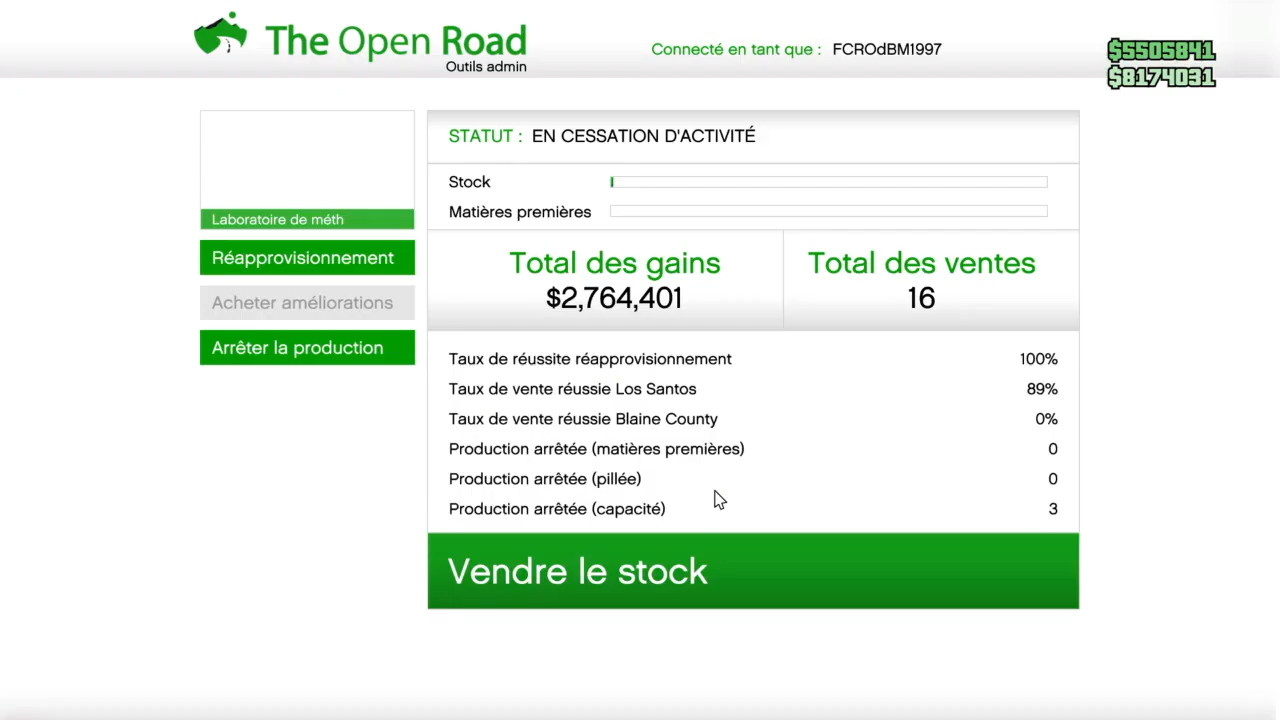 The Open Road
Outils admin
Connecté en tant que : FCROdBM1997
$5505841
$8174031
Laboratoire de méth
Réapprovisionnement
Acheter améliorations
Arrêter la production
STATUT : EN CESSATION D'ACTIVITÉ
Stock
Matières premières
Total des gains
$2,764,401
Total des ventes
16
Taux de réussite réapprovisionnement 100%
Taux de vente réussie Los Santos 89%
Taux de vente réussie Blaine County 0%
Production arrêtée (matières premières) 0
Production arrêtée (pillée) 0
Production arrêtée (capacité) 3
Vendre le stock